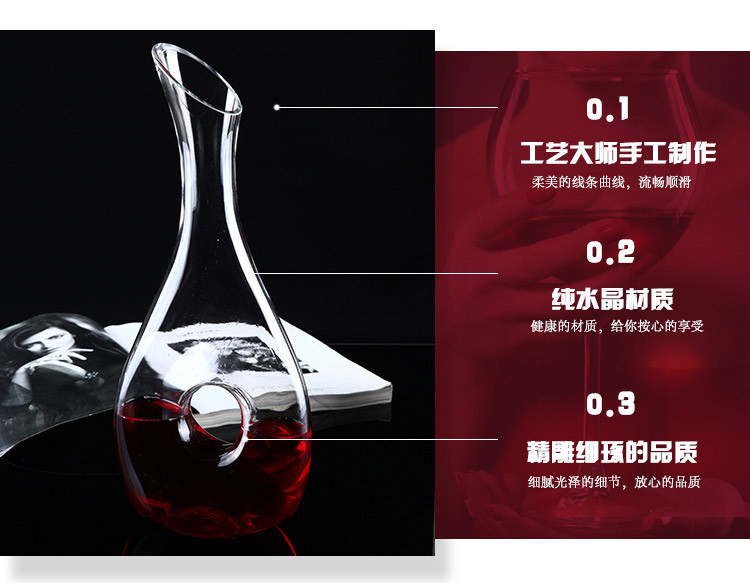 0.1
工艺大师手工制作
柔美的线条曲线，流畅顺滑
0.2
纯水晶材质
健康的材质，给你按心的享受
0.3
精雕细琢的品质
细腻光泽的细节，放心的品质